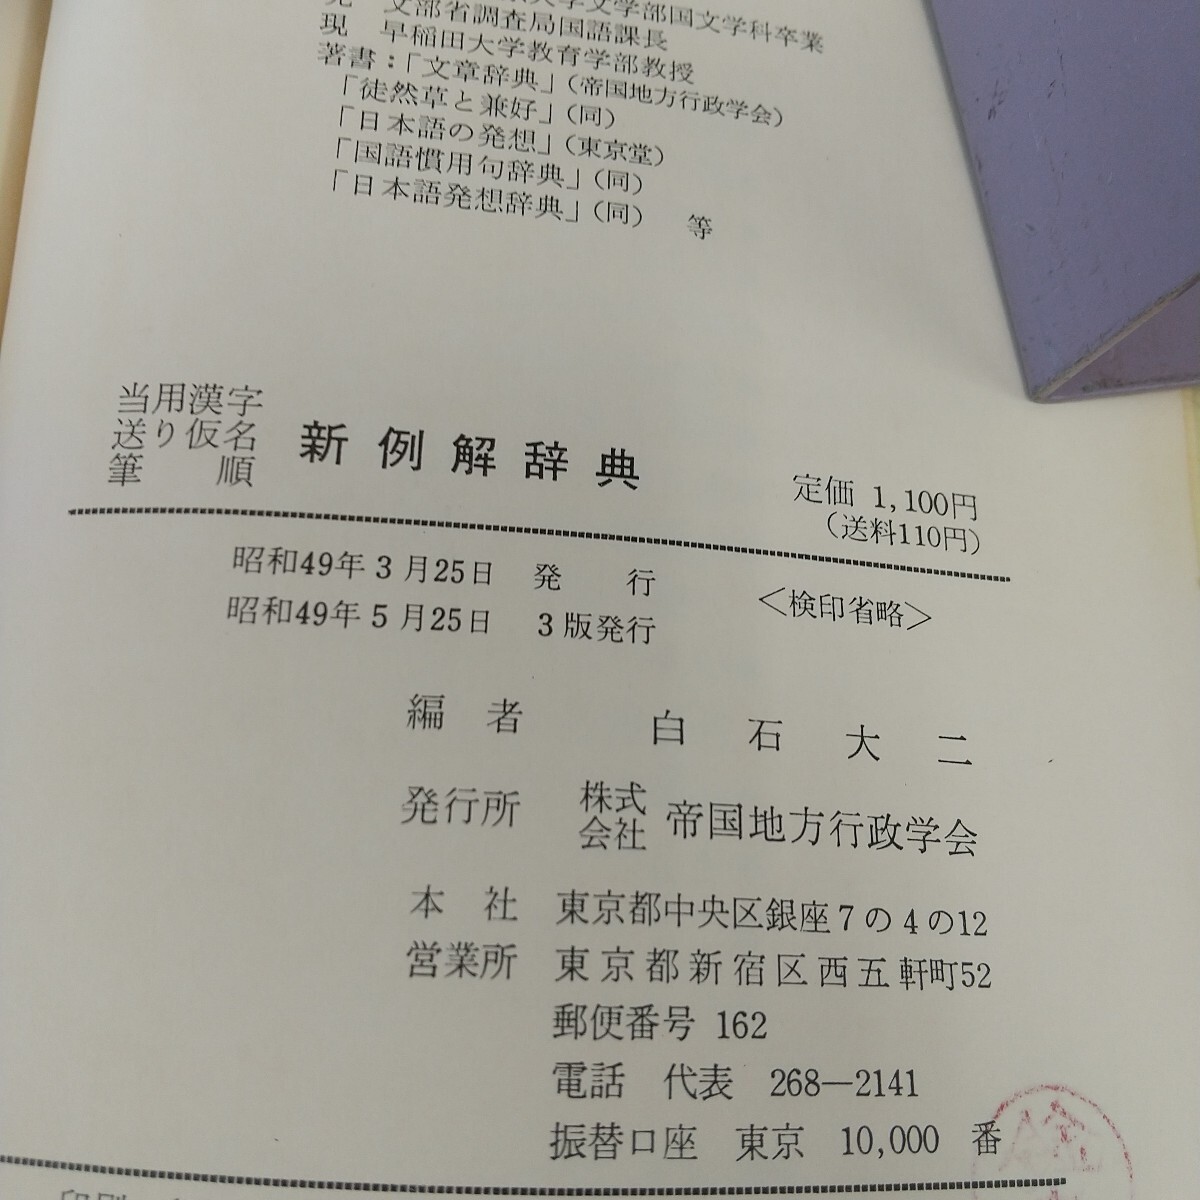 大学文学部国文学科卒業
元 文部省調査局国語課長
現 早稲田大学教育学部教授
著書：「文章辞典」（帝国地方行政学会）
「徒然草と兼好」（同）
「日本語の発想」（東京堂）
「国語慣用句辞典」（同）
「日本語発想辞典」（同） 等
当用漢字
送り仮名
筆順
新例解辞典
定価 1,100円
（送料110円）
昭和49年3月25日 発行
昭和49年5月25日 3版発行
＜検印省略＞
編者 白石大二
発行所 株式会社 帝国地方行政学会
本社 東京都中央区銀座7の4の12
営業所 東京都新宿区西五軒町52
郵便番号 162
電話 代表 268—2141
振替口座 東京 10,000 番